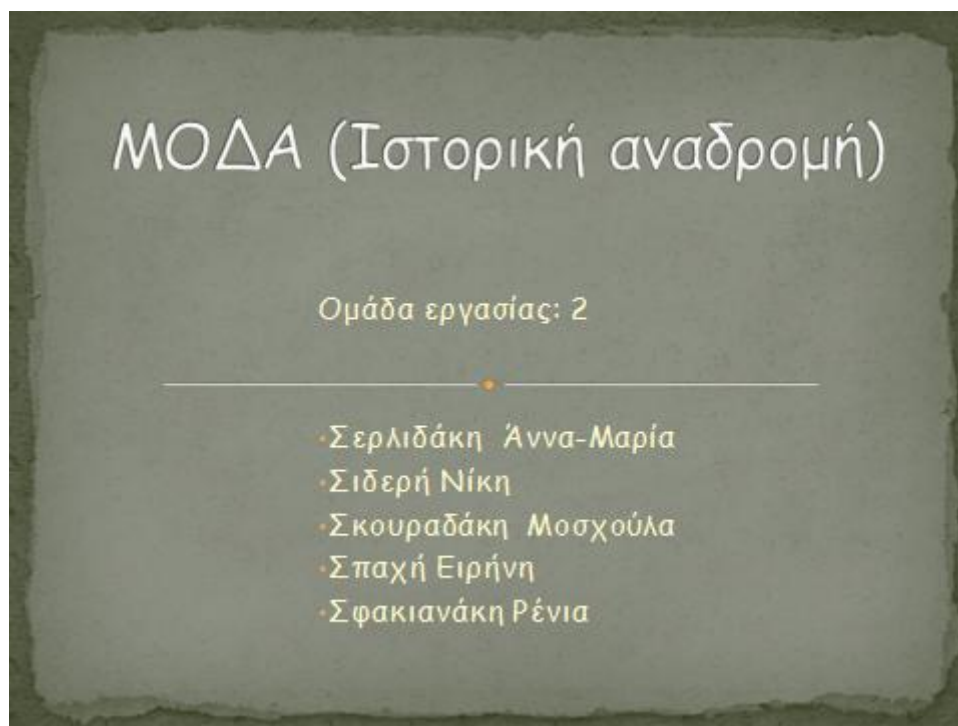 ΜΟΔΑ (Ιστορική αναδρομή)
Ομάδα εργασίας: 2
•Σερλιδάκη Άννα-Μαρία
•Σιδερή Νίκη
•Σκουραδάκη Μοσχούλα
•Σπαχή Ειρήνη
•Σφακιανάκη Ρένια